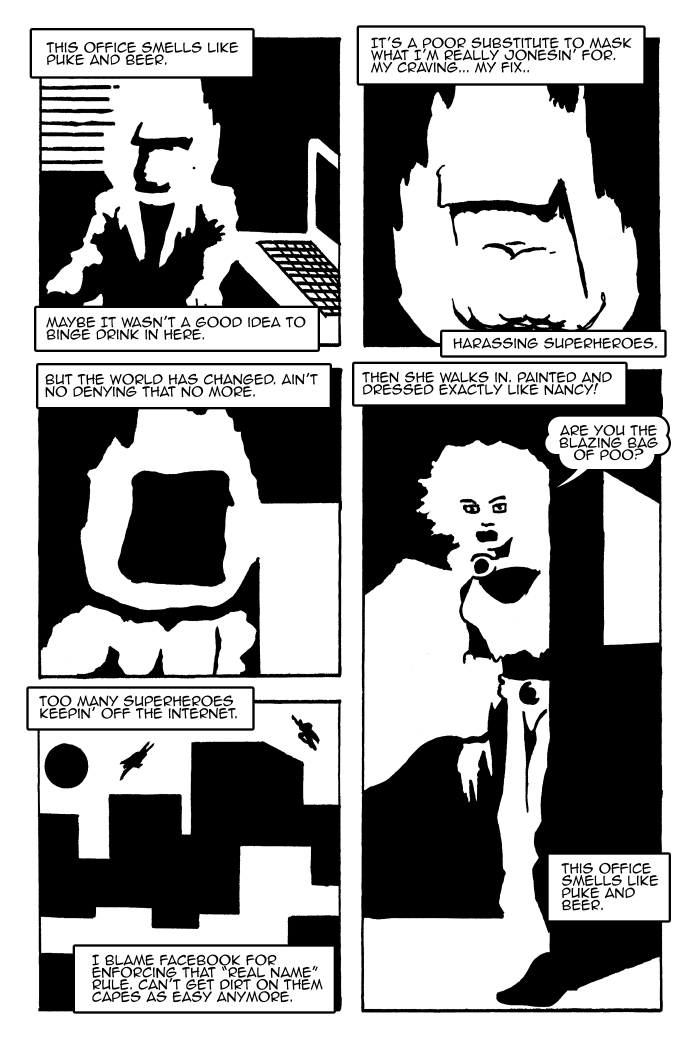 THIS OFFICE SMELLS LIKE
PUKE AND BEER.
MAYBE IT WASN'T A GOOD IDEA TO
BINGE DRINK IN HERE.
IT'S A POOR SUBSTITUTE TO MASK
WHAT I'M REALLY JONESIN' FOR.
MY CRAVING... MY FIX..
HARASSING SUPERHEROES.
BUT THE WORLD HAS CHANGED. AIN'T
NO DENYING THAT NO MORE.
TOO MANY SUPERHEROES
KEEPIN' OFF THE INTERNET.
I BLAME FACEBOOK FOR
ENFORCING THAT "REAL NAME"
RULE. CAN'T GET DIRT ON THEM
CAPES AS EASY ANYMORE.
THEN SHE WALKS IN. PAINTED AND
DRESSED EXACTLY LIKE NANCY!
ARE YOU THE
BLAZING BAG
OF POO?
THIS OFFICE
SMELLS LIKE
PUKE AND
BEER.